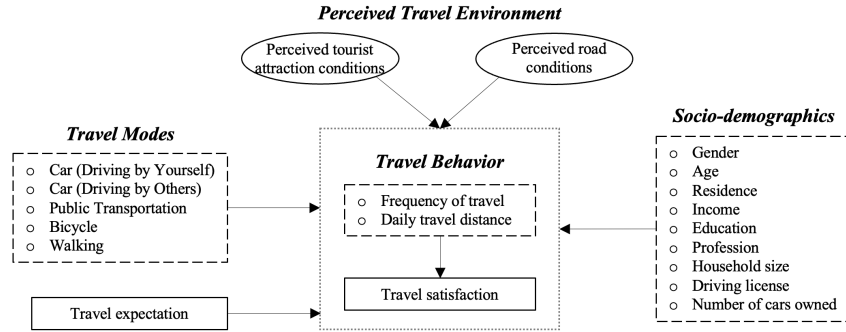 Perceived Travel Environment
Perceived tourist
attraction conditions
Perceived road
conditions
Travel Modes
○ Car (Driving by Yourself)
○ Car (Driving by Others)
○ Public Transportation
○ Bicycle
○ Walking
Travel expectation
Travel Behavior
○ Frequency of travel
○ Daily travel distance
Travel satisfaction
Socio-demographics
○ Gender
○ Age
○ Residence
○ Income
○ Education
○ Profession
○ Household size
○ Driving license
○ Number of cars owned